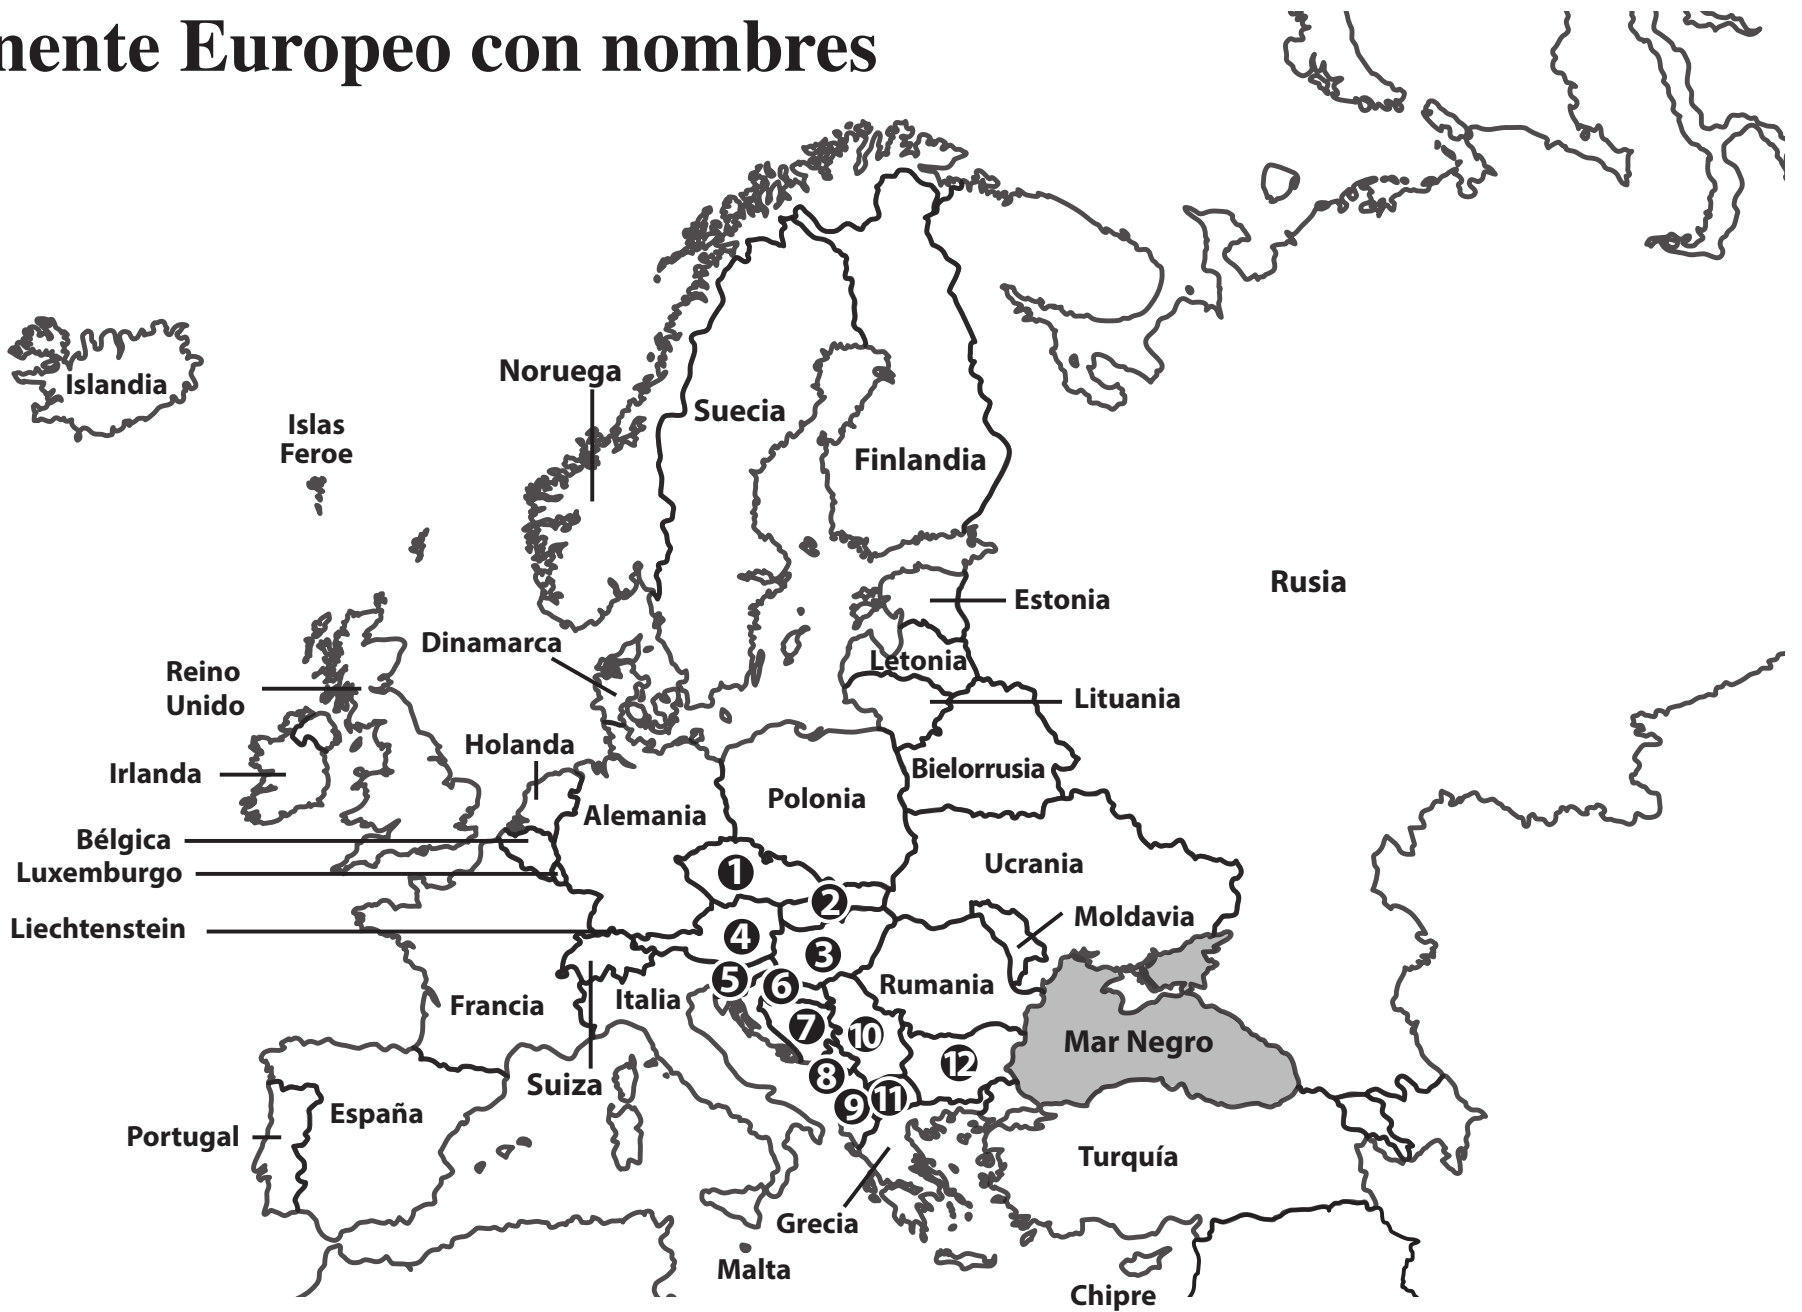 nente Europeo con nombres
Islandia
Islas
Feroe
Noruega
Suecia
Finlandia
Rusia
Estonia
Letonia
Lituania
Dinamarca
Reino
Unido
Holanda
Irlanda
Bielorrusia
Polonia
Alemania
Bélgica
Luxemburgo
Ucrania
Liechtenstein
Moldavia
Rumania
Francia
Italia
Mar Negro
Suiza
España
Portugal
Turquía
Grecia
Malta
Chipre
1
2
3
4
5
6
7
8
9
10
11
12